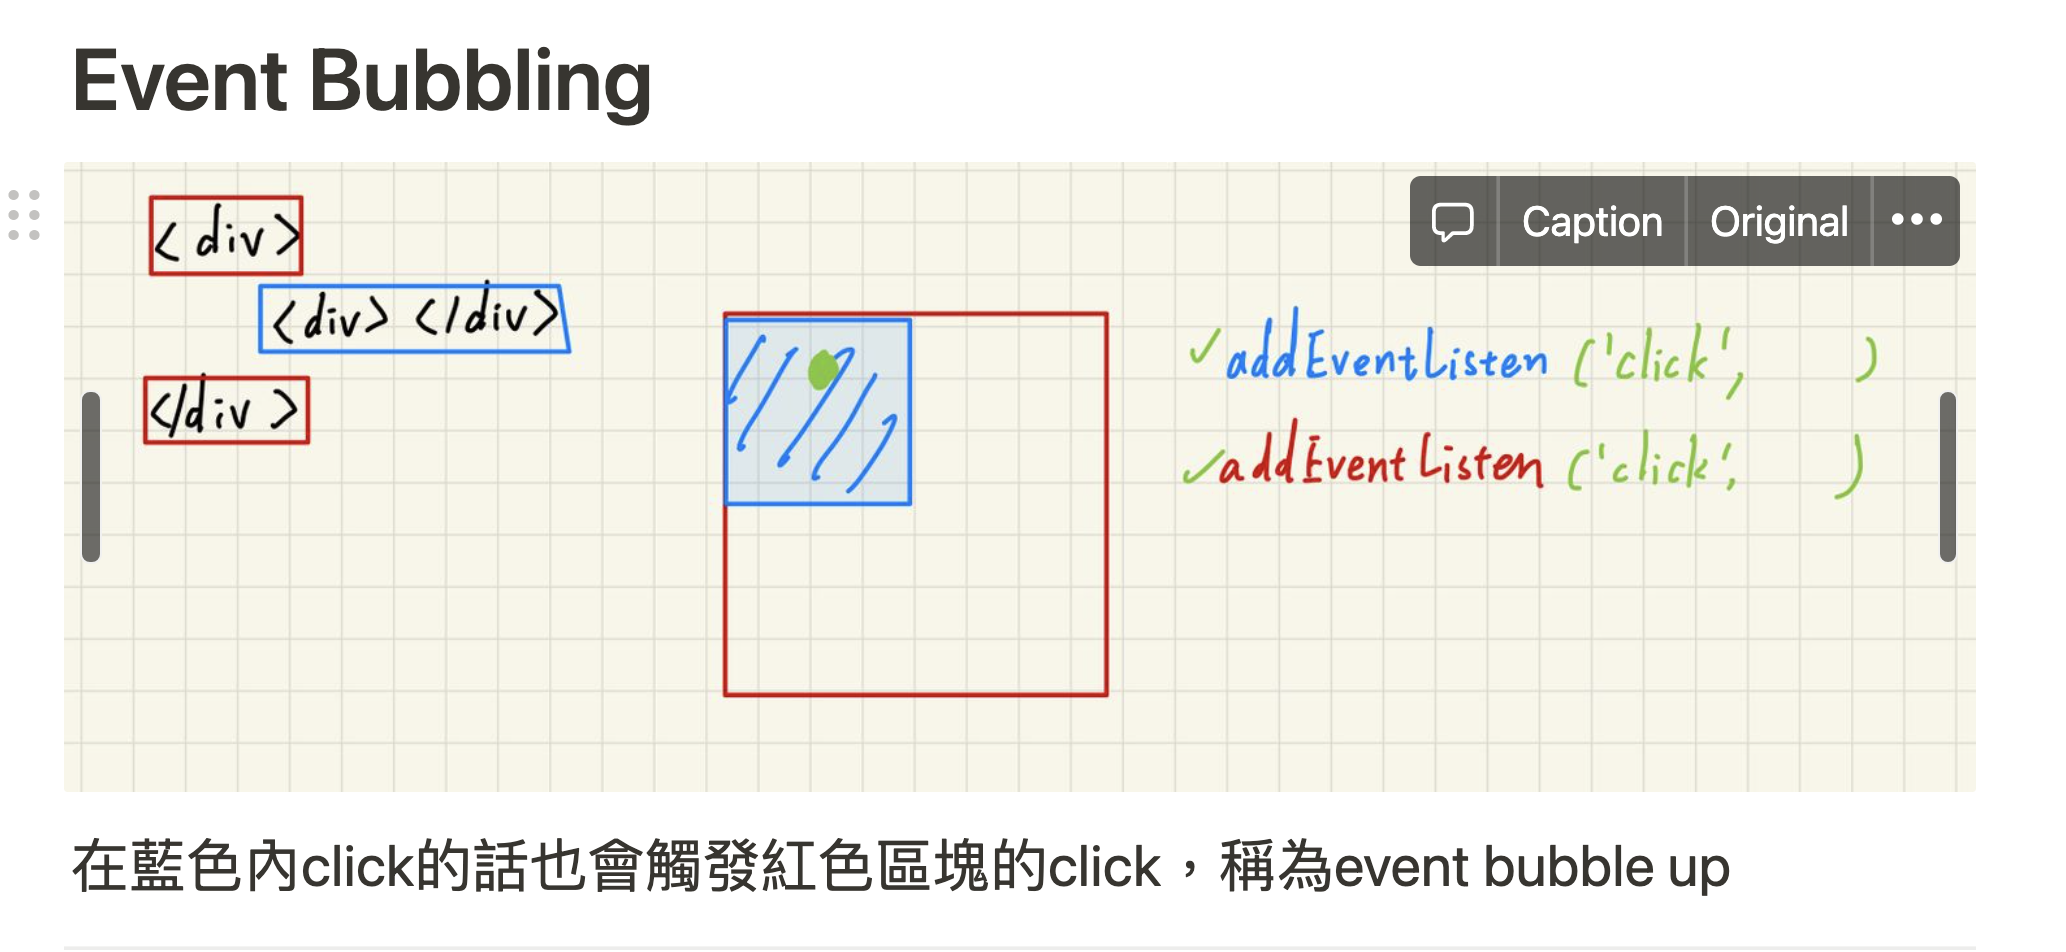 Event Bubbling
<div>
Caption Original
<div> </div>
</div>
addEventListen ('click', )
addEventListen ('click', )
在藍色內click的話也會觸發紅色區塊的click，稱為event bubble up